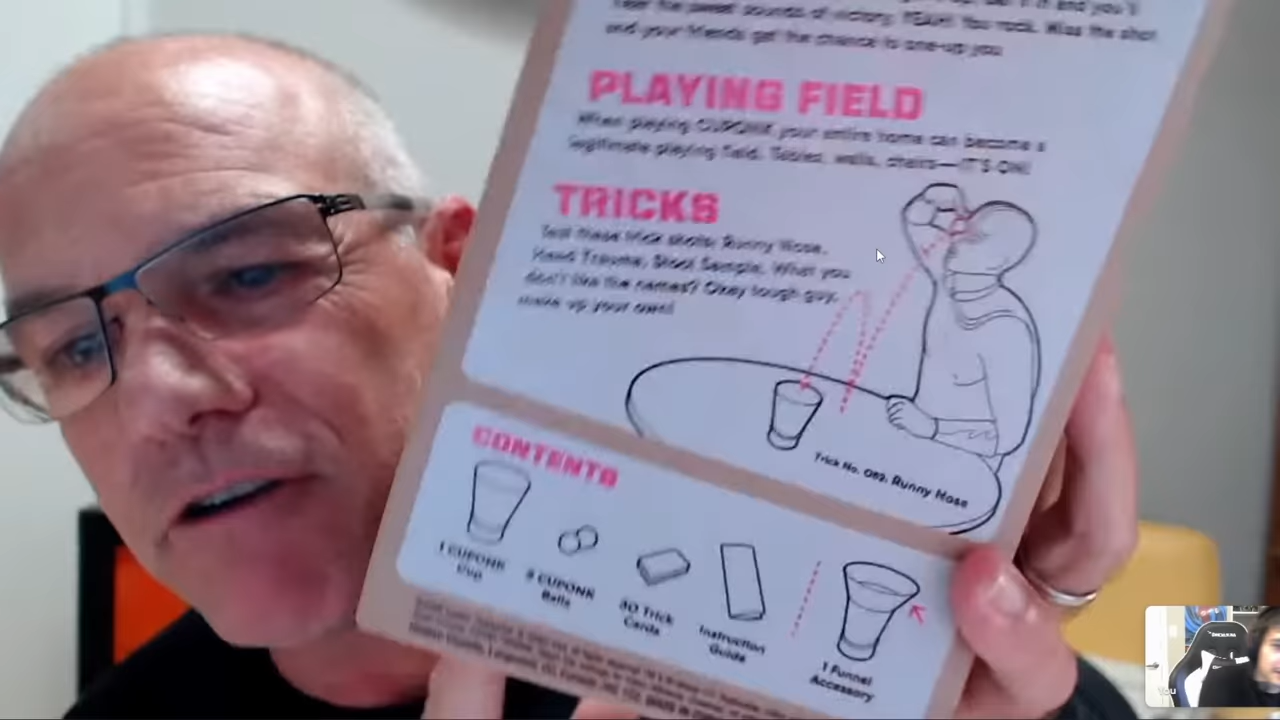 hear the sweet sounds of victory. YEAH! You rock. Miss the shot
and your friends get the chance to one-up you.
PLAYING FIELD
When playing CUPONK your entire home can become a
legitimate playing field. Tables, walls, chairs—IT'S ON!
TRICKS
Test these trick shots: Runny Nose,
Hand Trauma, Stool Sample. What you
don't like the names? Okay tough guy,
make up your own!
Trick No. 089. Runny Nose
CONTENTS
1 CUPONK
Cup
CUPONK
Balls
30 Trick
Cards
Instruction
Guide
1 Funnel
Accessory
You